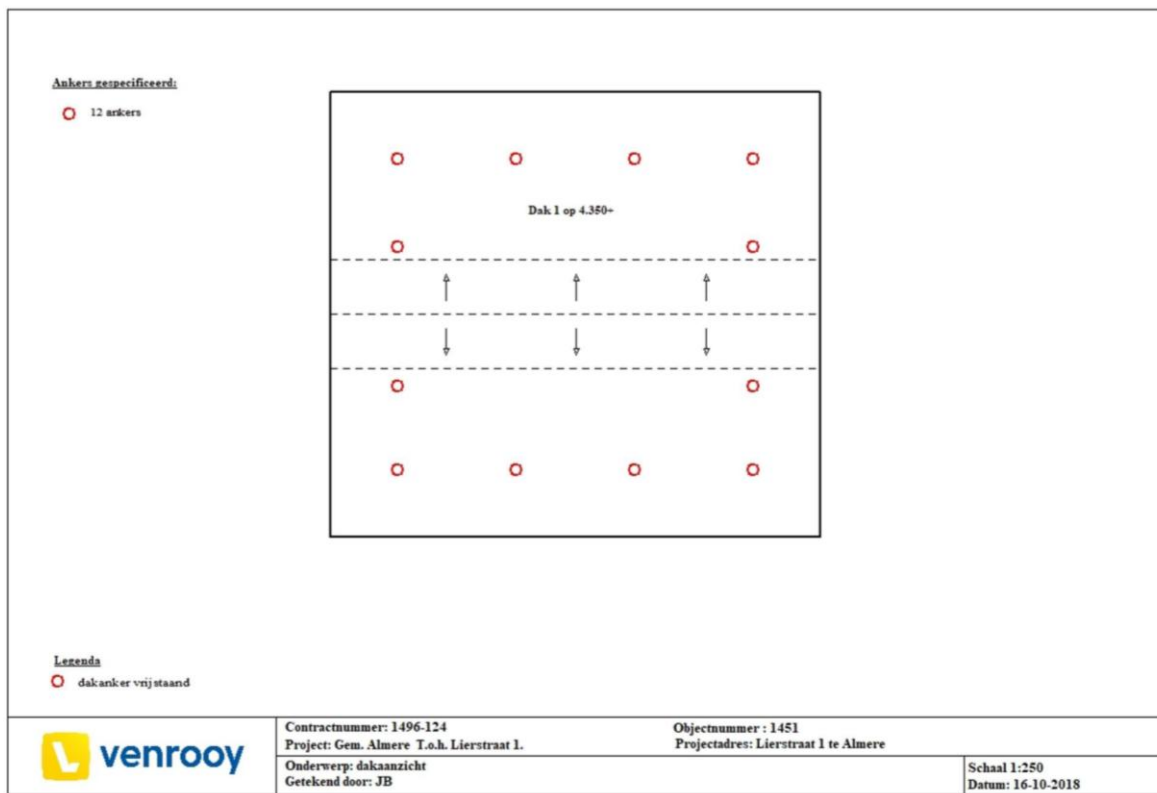 Ankers gespecificeerd:
12 ankers
Dak 1 op 4.350+
Legenda
dakanker vrijstaand
venrooy
Contractnummer: 1496-124
Project: Gem. Almere T.o.h. Lierstraat 1.
Objectnummer : 1451
Projectadres: Lierstraat 1 te Almere
Onderwerp: dakaanzicht
Getekend door: JB
Schaal 1:250
Datum: 16-10-2018